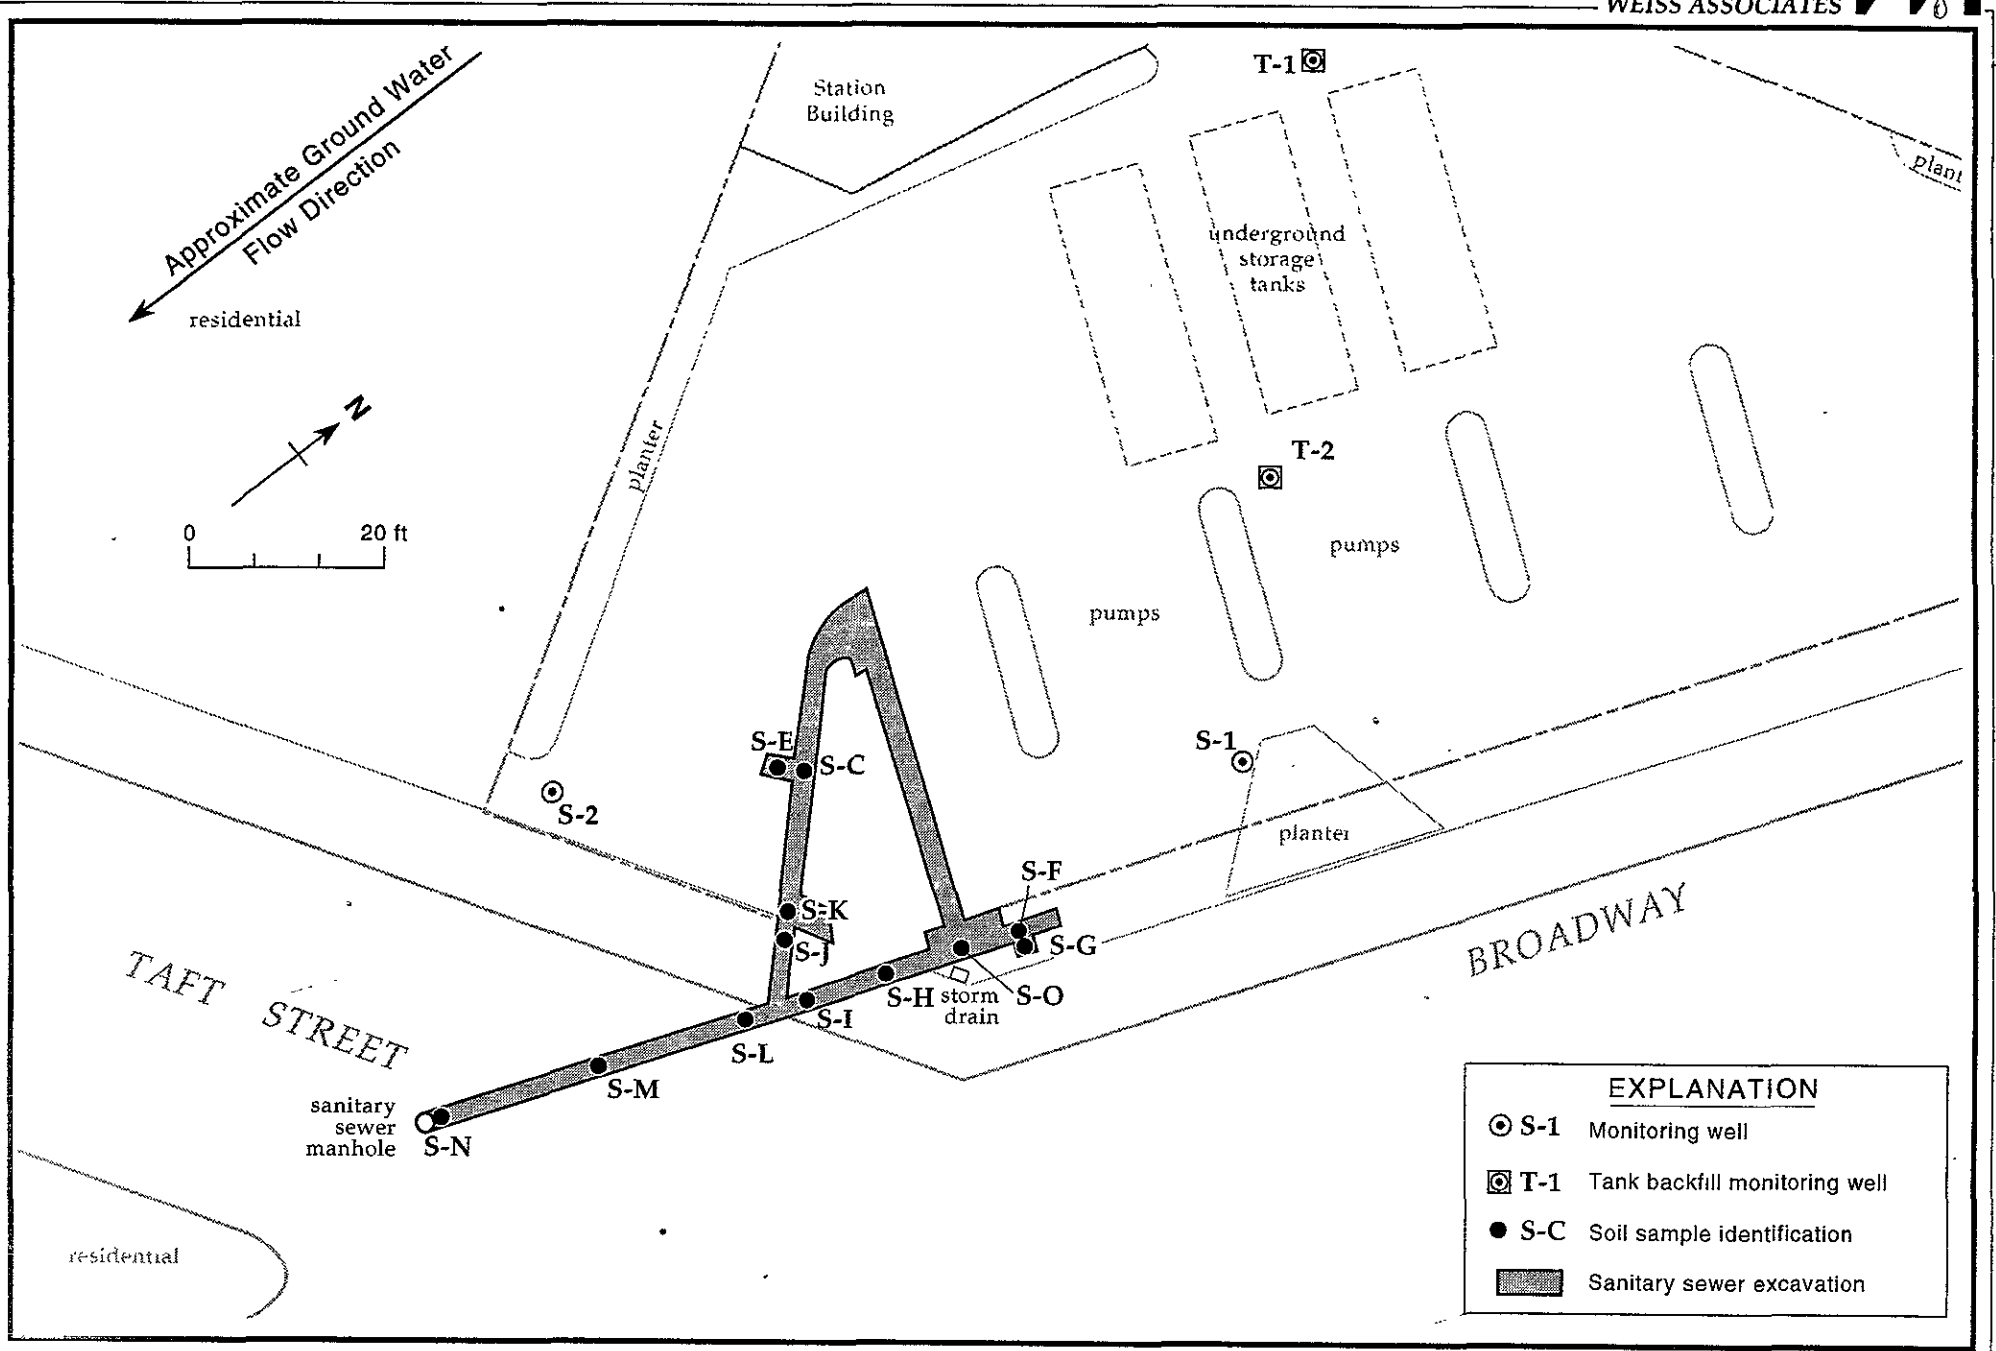 WEISS ASSOCIATES
Approximate Ground Water
Flow Direction
residential
N
0 20 ft
Station
Building
T-1
underground
storage
tanks
T-2
planter
pumps
pumps
S-E
S-C
S-2
S-1
planter
S-F
S-K
S-J
S-G
S-H
storm
drain
S-O
S-I
S-L
S-M
sanitary
sewer
manhole
S-N
TAFT STREET
BROADWAY
residential
EXPLANATION
S-1 Monitoring well
T-1 Tank backfill monitoring well
S-C Soil sample identification
Sanitary sewer excavation